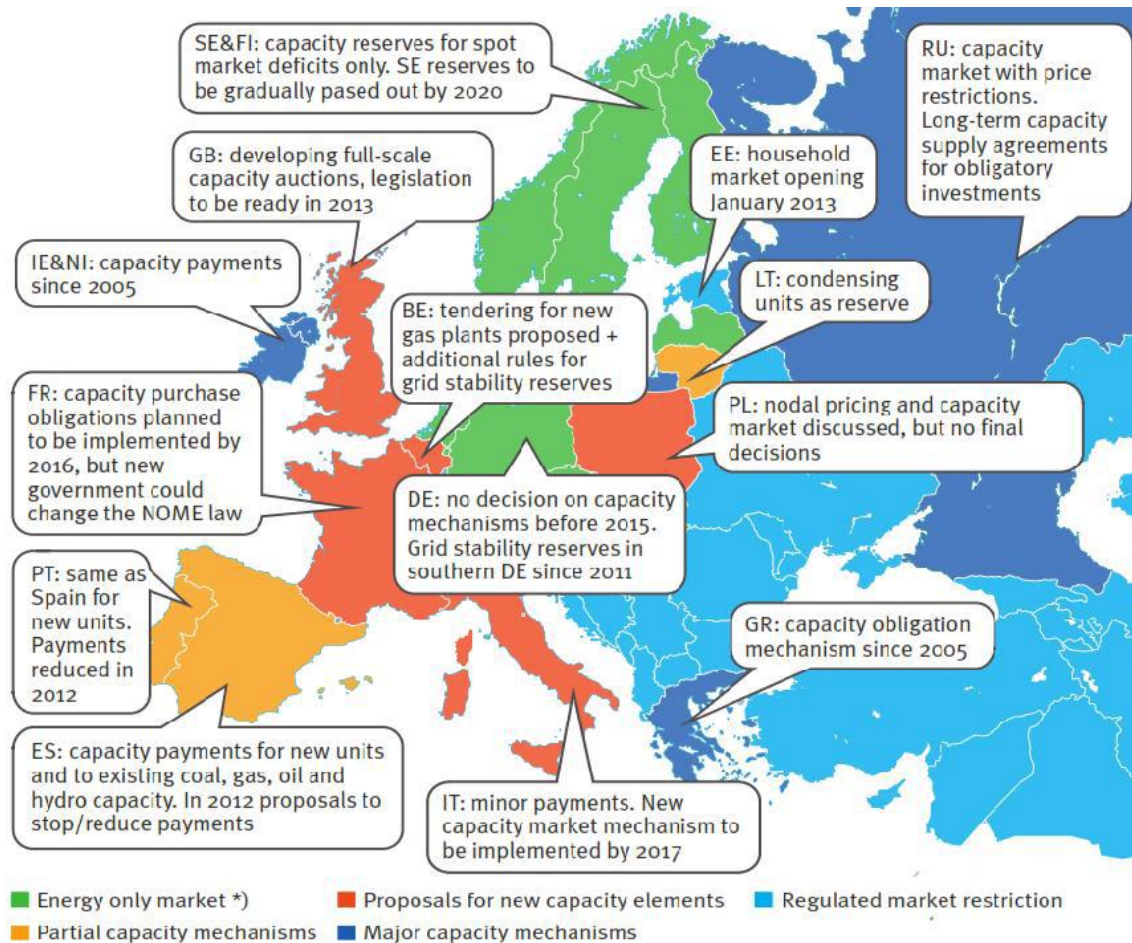 SE&FI: capacity reserves for spot
market deficits only. SE reserves to
be gradually pased out by 2020
RU: capacity
market with price
restrictions.
Long-term capacity
supply agreements
for obligatory
investments
GB: developing full-scale
capacity auctions, legislation
to be ready in 2013
EE: household
market opening
January 2013
IE&NI: capacity payments
since 2005
LT: condensing
units as reserve
BE: tendering for new
gas plants proposed +
additional rules for
grid stability reserves
FR: capacity purchase
obligations planned
to be implemented by
2016, but new
government could
change the NOME law
PL: nodal pricing and capacity
market discussed, but no final
decisions
DE: no decision on capacity
mechanisms before 2015.
Grid stability reserves in
southern DE since 2011
PT: same as
Spain for
new units.
Payments
reduced in
2012
GR: capacity obligation
mechanism since 2005
ES: capacity payments for new units
and to existing coal, gas, oil and
hydro capacity. In 2012 proposals to
stop/reduce payments
IT: minor payments. New
capacity market mechanism to
be implemented by 2017
Energy only market *)
Proposals for new capacity elements
Regulated market restriction
Partial capacity mechanisms
Major capacity mechanisms